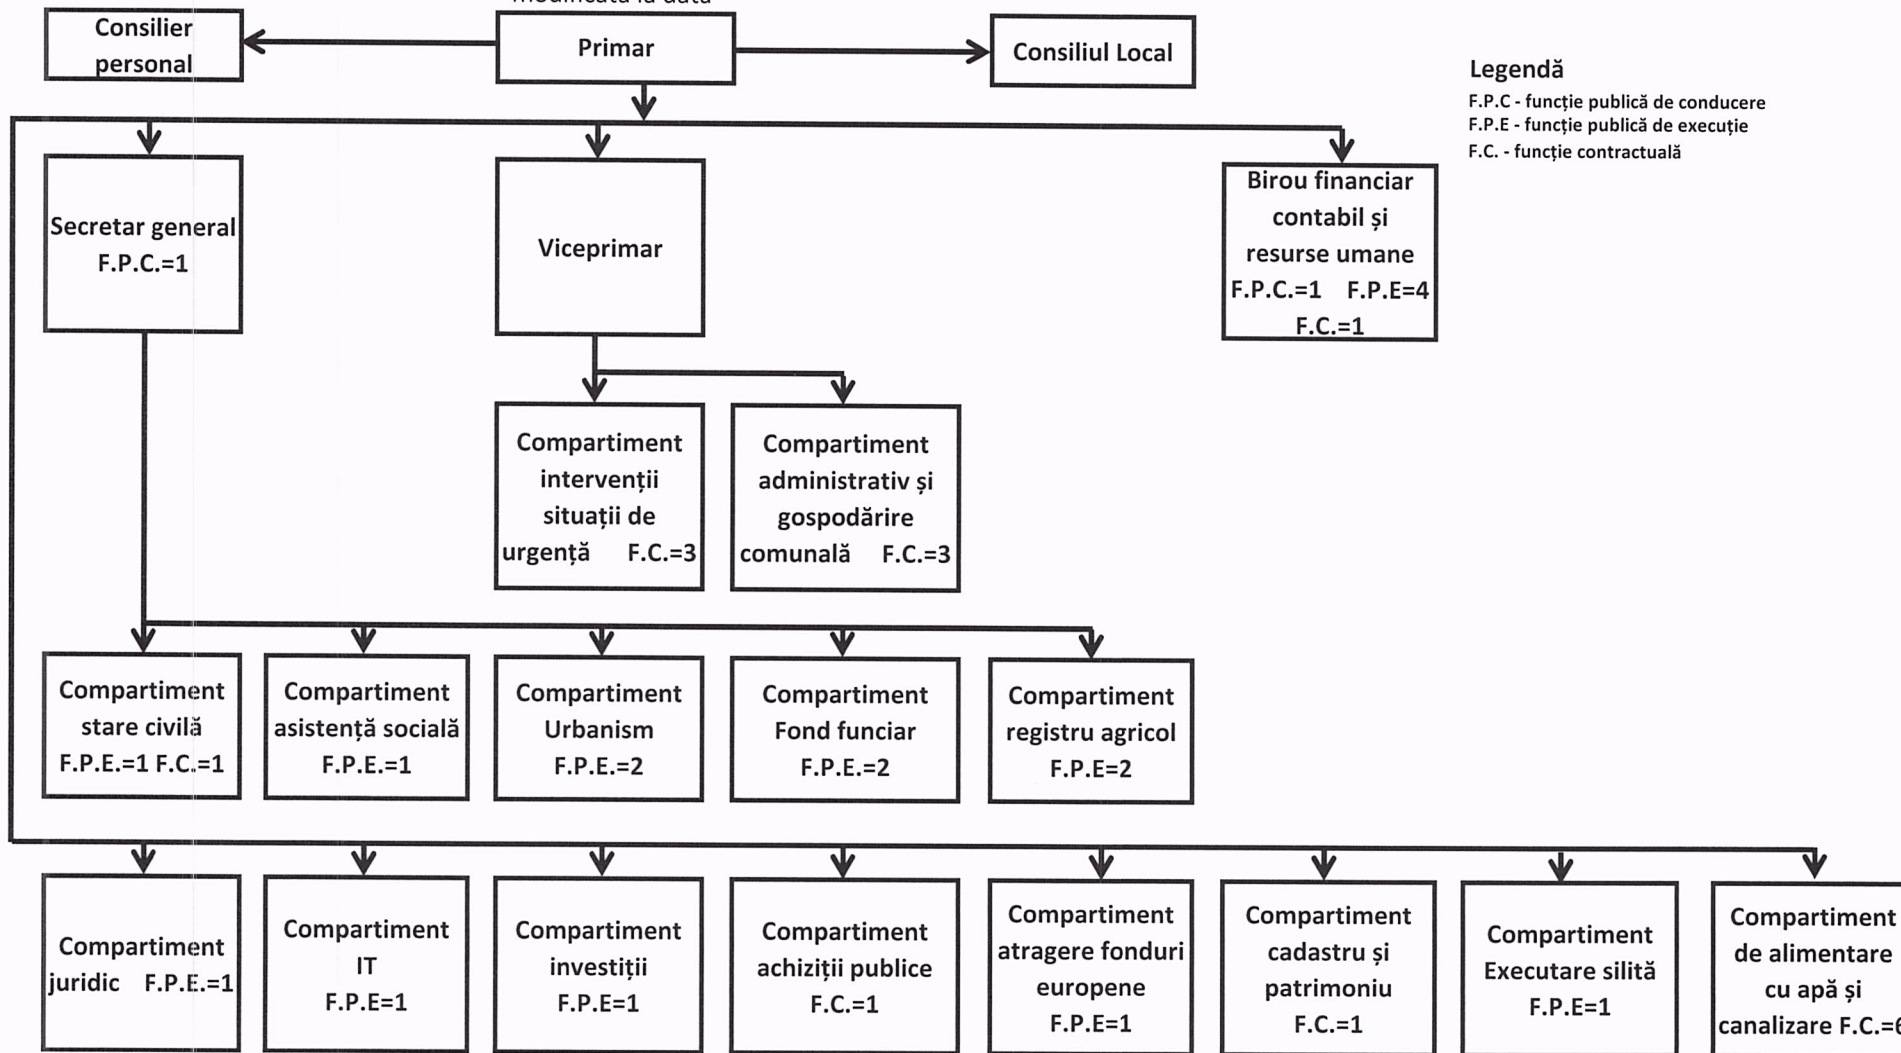 Consilier
personal
Primar
Consiliul Local
Legendă
F.P.C - funcție publică de conducere
F.P.E - funcție publică de execuție
F.C. - funcție contractuală
Secretar general
F.P.C.=1
Viceprimar
Birou financiar
contabil și
resurse umane
F.P.C.=1 F.P.E=4
F.C.=1
Compartiment
intervenții
situații de
urgență F.C.=3
Compartiment
administrativ și
gospodărire
comunală F.C.=3
Compartiment
stare civilă
F.P.E.=1 F.C.=1
Compartiment
asistență socială
F.P.E.=1
Compartiment
Urbanism
F.P.E.=2
Compartiment
Fond funciar
F.P.E.=2
Compartiment
registru agricol
F.P.E=2
Compartiment
juridic F.P.E.=1
Compartiment
IT
F.P.E=1
Compartiment
investiții
F.P.E=1
Compartiment
achiziții publice
F.C.=1
Compartiment
atragere fonduri
europene
F.P.E=1
Compartiment
cadastru și
patrimoniu
F.C.=1
Compartiment
Executare silită
F.P.E=1
Compartiment
de alimentare
cu apă și
canalizare F.C.=6